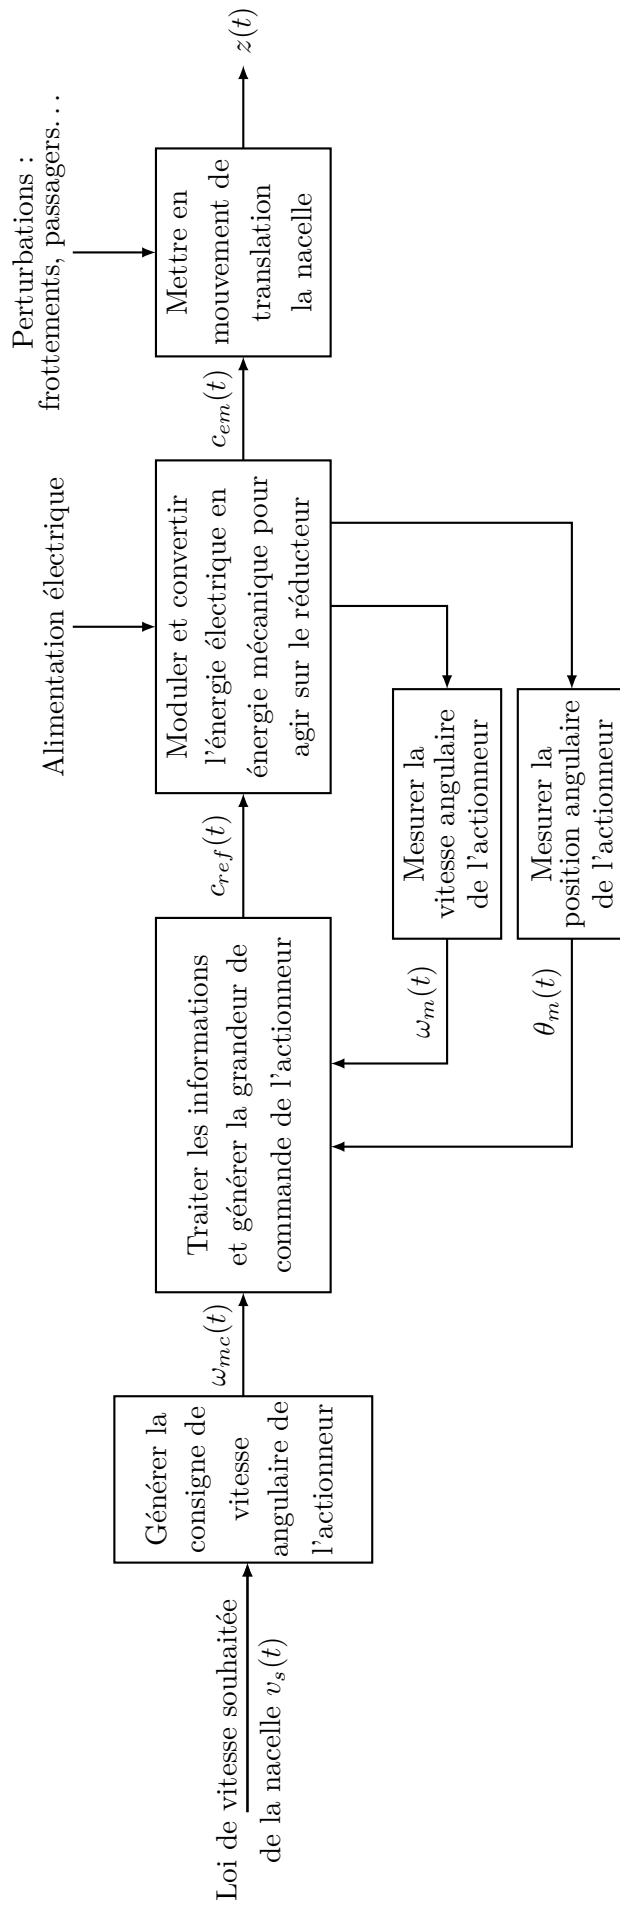 Loi de vitesse souhaitée
de la nacelle v_s(t)
Générer la
consigne de
vitesse
angulaire de
l'actionneur
ω_{mc}(t)
Traiter les informations
et générer la grandeur de
commande de l'actionneur
c_{ref}(t)
Alimentation électrique
Moduler et convertir
l'énergie électrique en
énergie mécanique pour
agir sur le réducteur
c_{em}(t)
Perturbations :
frottements, passagers...
Mettre en
mouvement de
translation
la nacelle
z(t)
Mesurer la
vitesse angulaire
de l'actionneur
ω_m(t)
Mesurer la
position angulaire
de l'actionneur
θ_m(t)